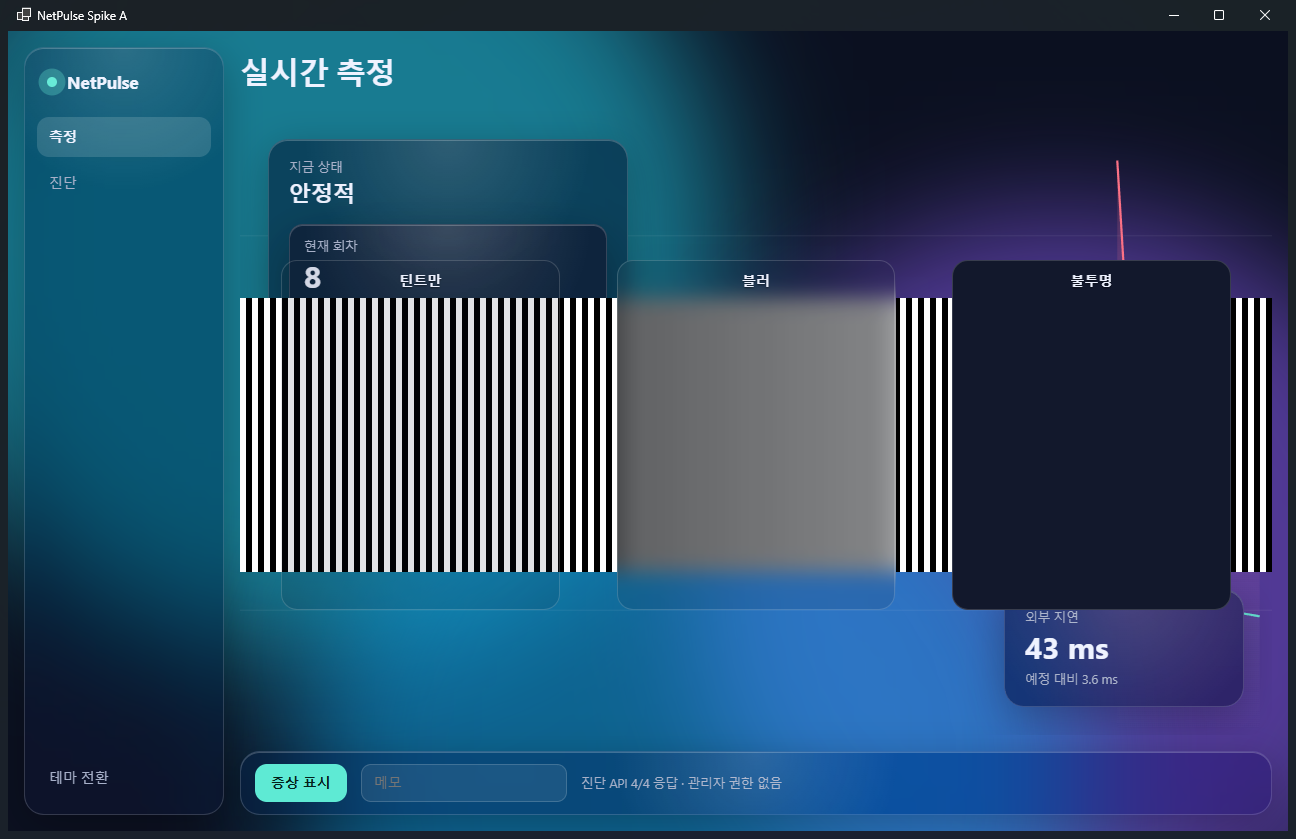 NetPulse Spike A
NetPulse
측정
진단
테마 전환
실시간 측정
지금 상태
안정적
현재 회차
8
틴트만
블러
불투명
외부 지연
43 ms
예정 대비 3.6 ms
증상 표시
메모
진단 API 4/4 응답 · 관리자 권한 없음